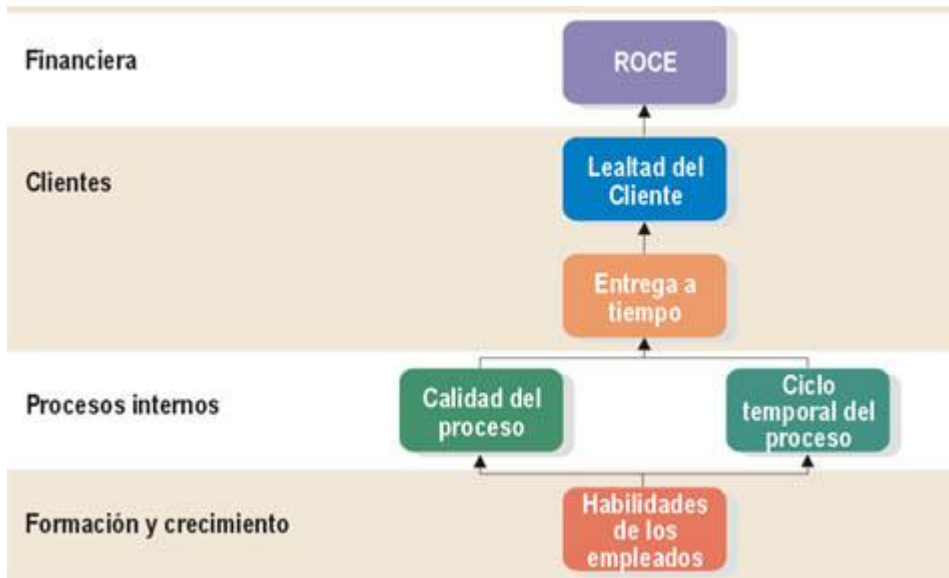 Financiera
ROCE
Clientes
Lealtad del
Cliente
Entrega a
tiempo
Procesos internos
Calidad del
proceso
Ciclo
temporal del
proceso
Formación y crecimiento
Habilidades
de los
empleados